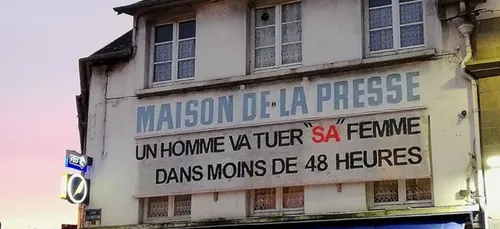 MAISON DE LA PRESSE
UN HOMME VA TUER "SA" FEMME
DANS MOINS DE 48 HEURES